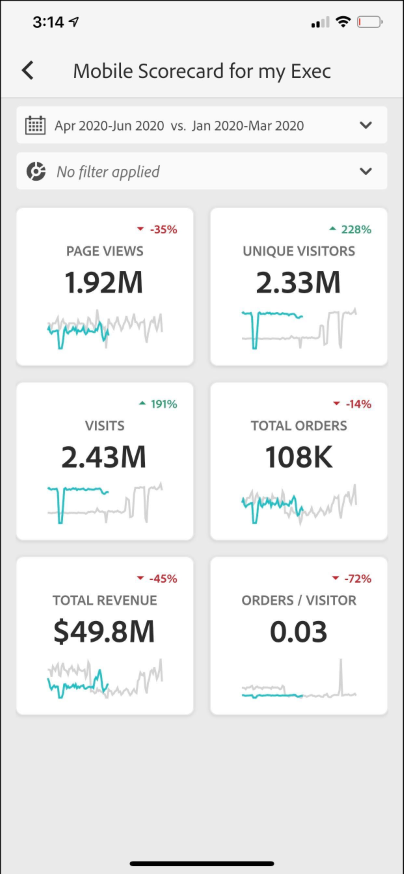 3:14
Mobile Scorecard for my Exec
Apr 2020-Jun 2020 vs. Jan 2020-Mar 2020
No filter applied
-35%
PAGE VIEWS
1.92M
228%
UNIQUE VISITORS
2.33M
191%
VISITS
2.43M
-14%
TOTAL ORDERS
108K
-45%
TOTAL REVENUE
$49.8M
-72%
ORDERS / VISITOR
0.03